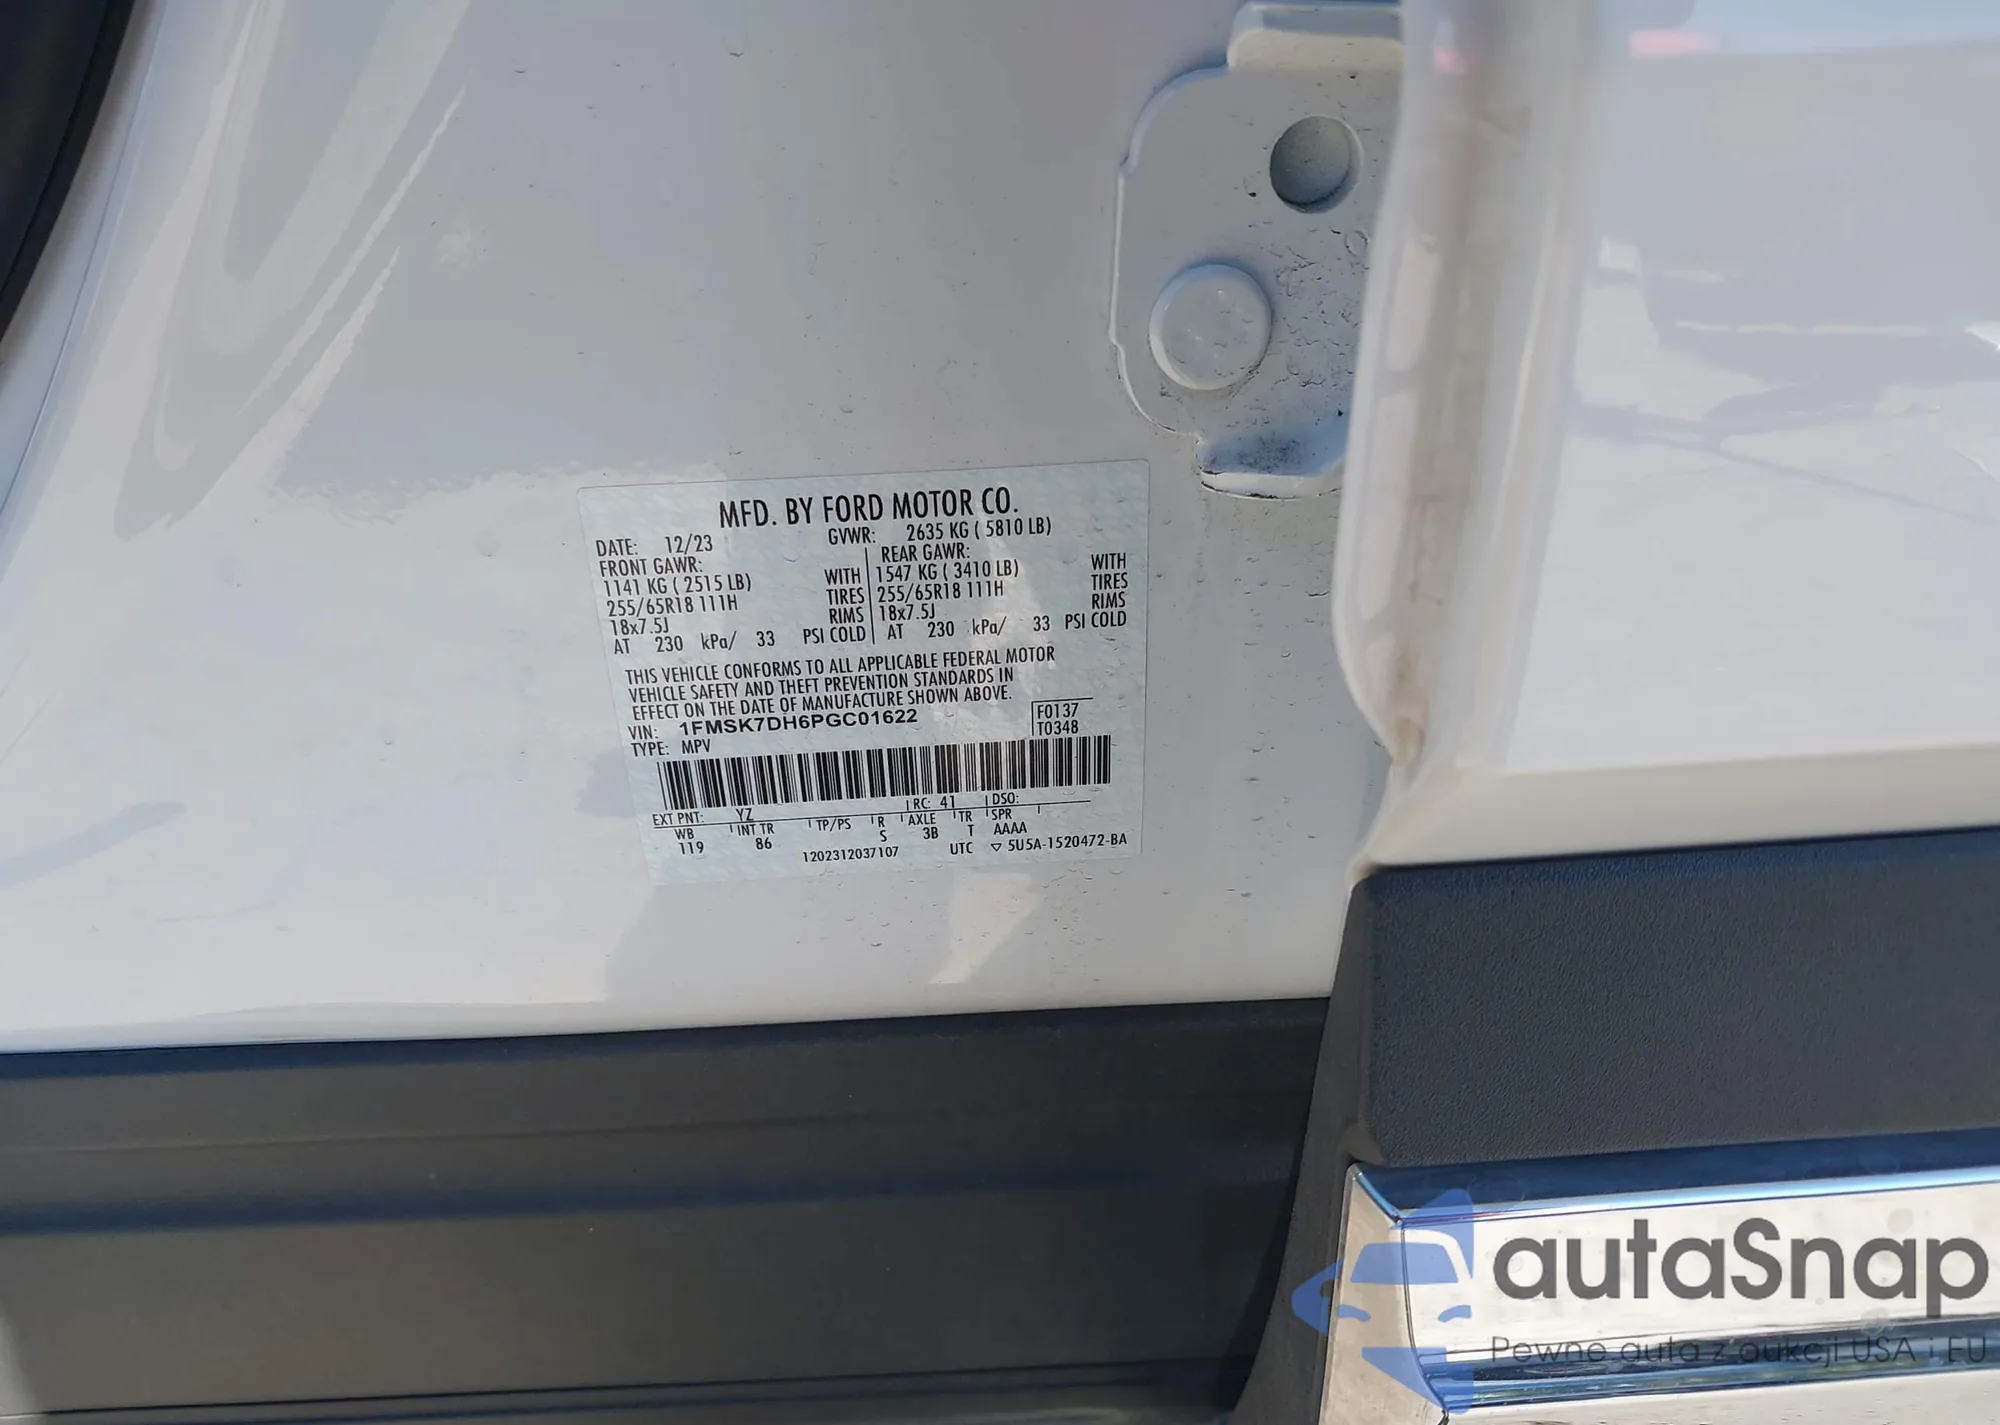 MFD. BY FORD MOTOR CO.
DATE: 12/23 GVWR: 2635 KG ( 5810 LB)
FRONT GAWR: REAR GAWR:
1141 KG ( 2515 LB) WITH 1547 KG ( 3410 LB) WITH
255/65R18 111H TIRES 255/65R18 111H TIRES
18x7.5J RIMS 18x7.5J RIMS
AT 230 kPa/ 33 PSI COLD AT 230 kPa/ 33 PSI COLD
THIS VEHICLE CONFORMS TO ALL APPLICABLE FEDERAL MOTOR
VEHICLE SAFETY AND THEFT PREVENTION STANDARDS IN
EFFECT ON THE DATE OF MANUFACTURE SHOWN ABOVE.
VIN: 1FMSK7DH6PGC01622 F0137
TYPE: MPV T0348
EXT PNT: YZ RC: 41 DSO:
WB INT TR TP/PS R AXLE TR SPR
119 86 S 3B T AAAA
1202312037107 UTC ▽ 5U5A-1520472-BA
autaSnap
Pewne auta z aukcji USA i EU